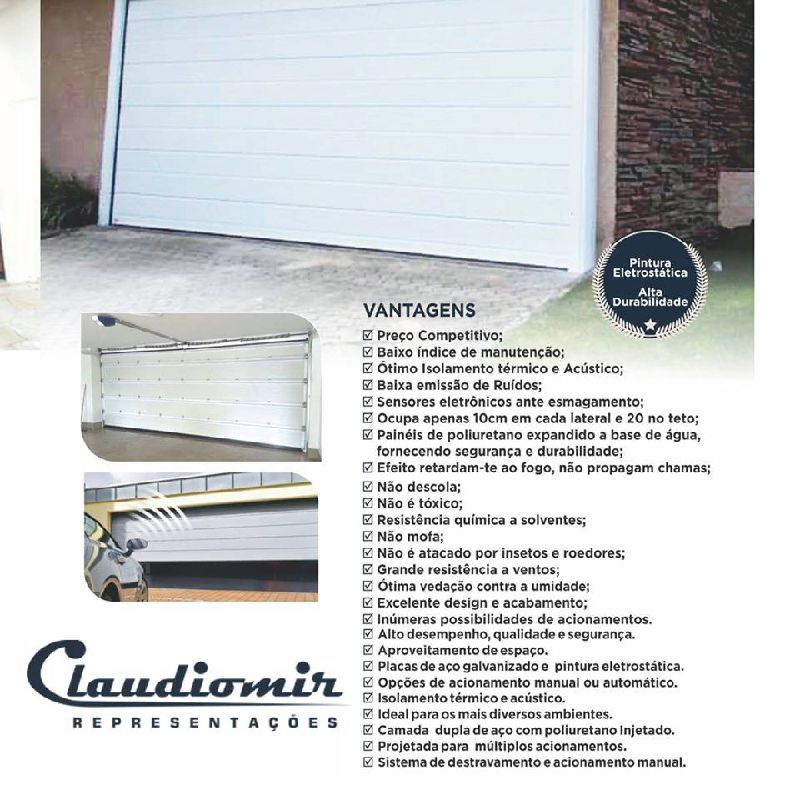 Pintura
Eletrostática
Alta
Durabilidade
VANTAGENS
☑ Preço Competitivo;
☑ Baixo índice de manutenção;
☑ Ótimo Isolamento térmico e Acústico;
☑ Baixa emissão de Ruídos;
☑ Sensores eletrônicos ante esmagamento;
☑ Ocupa apenas 10cm em cada lateral e 20 no teto;
☑ Painéis de poliuretano expandido a base de água,
fornecendo segurança e durabilidade;
☑ Efeito retardam-te ao fogo, não propagam chamas;
☑ Não descola;
☑ Não é tóxico;
☑ Resistência química a solventes;
☑ Não mofa;
☑ Não é atacado por insetos e roedores;
☑ Grande resistência a ventos;
☑ Ótima vedação contra a umidade;
☑ Excelente design e acabamento;
☑ Inúmeras possibilidades de acionamentos.
☑ Alto desempenho, qualidade e segurança.
☑ Aproveitamento de espaço.
☑ Placas de aço galvanizado e pintura eletrostática.
☑ Opções de acionamento manual ou automático.
☑ Isolamento térmico e acústico.
☑ Ideal para os mais diversos ambientes.
☑ Camada dupla de aço com poliuretano Injetado.
☑ Projetada para múltiplos acionamentos.
☑ Sistema de destravamento e acionamento manual.
Claudiomir
REPRESENTAÇÕES